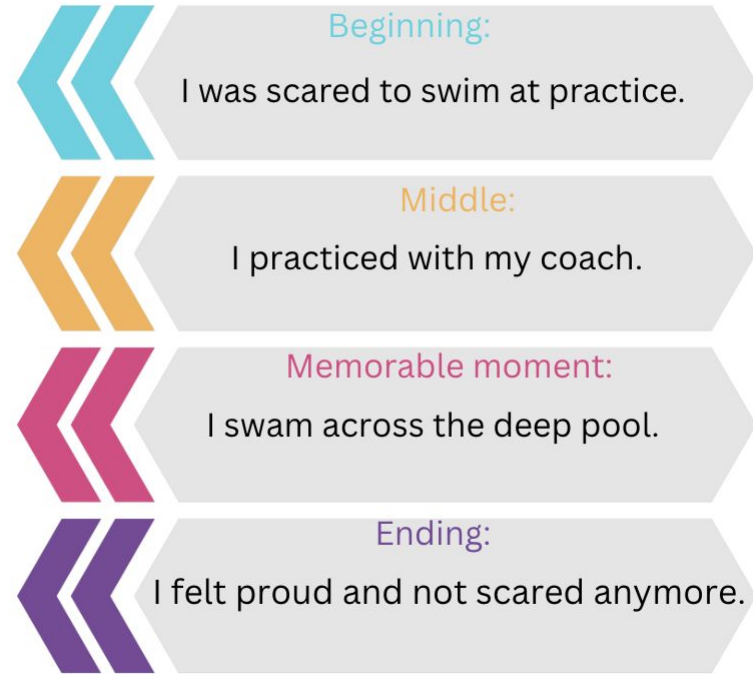 Beginning:
I was scared to swim at practice.
Middle:
I practiced with my coach.
Memorable moment:
I swam across the deep pool.
Ending:
I felt proud and not scared anymore.